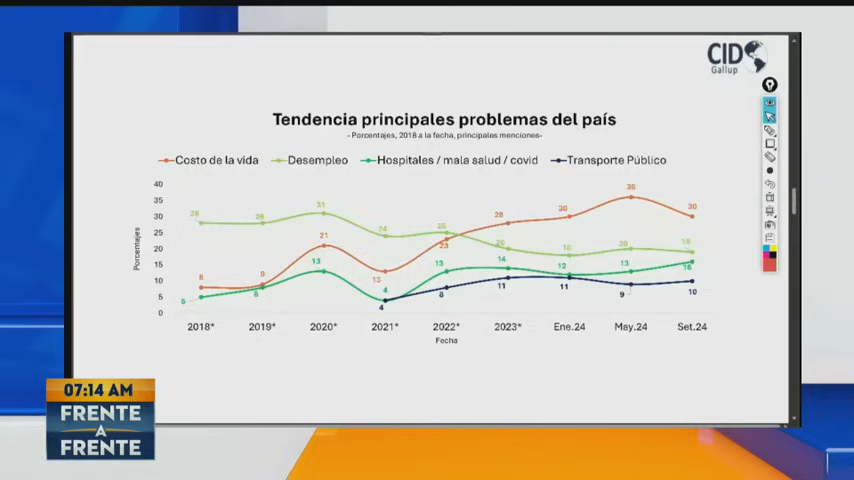 CID
Gallup
Tendencia principales problemas del país
- Porcentajes, 2018 a la fecha, principales menciones-
Costo de la vida Desempleo Hospitales / mala salud / covid Transporte Público
Porcentajes
40
35
30
25
20
15
10
5
0
28 28 31 24 25 20 18 20 19
8 9 21 13 23 28 30 36 30
5 8 13 4 13 14 12 13 16
4 8 11 11 9 10
2018* 2019* 2020* 2021* 2022* 2023* Ene.24 May.24 Set.24
Fecha
07:14 AM
FRENTE
A
FRENTE